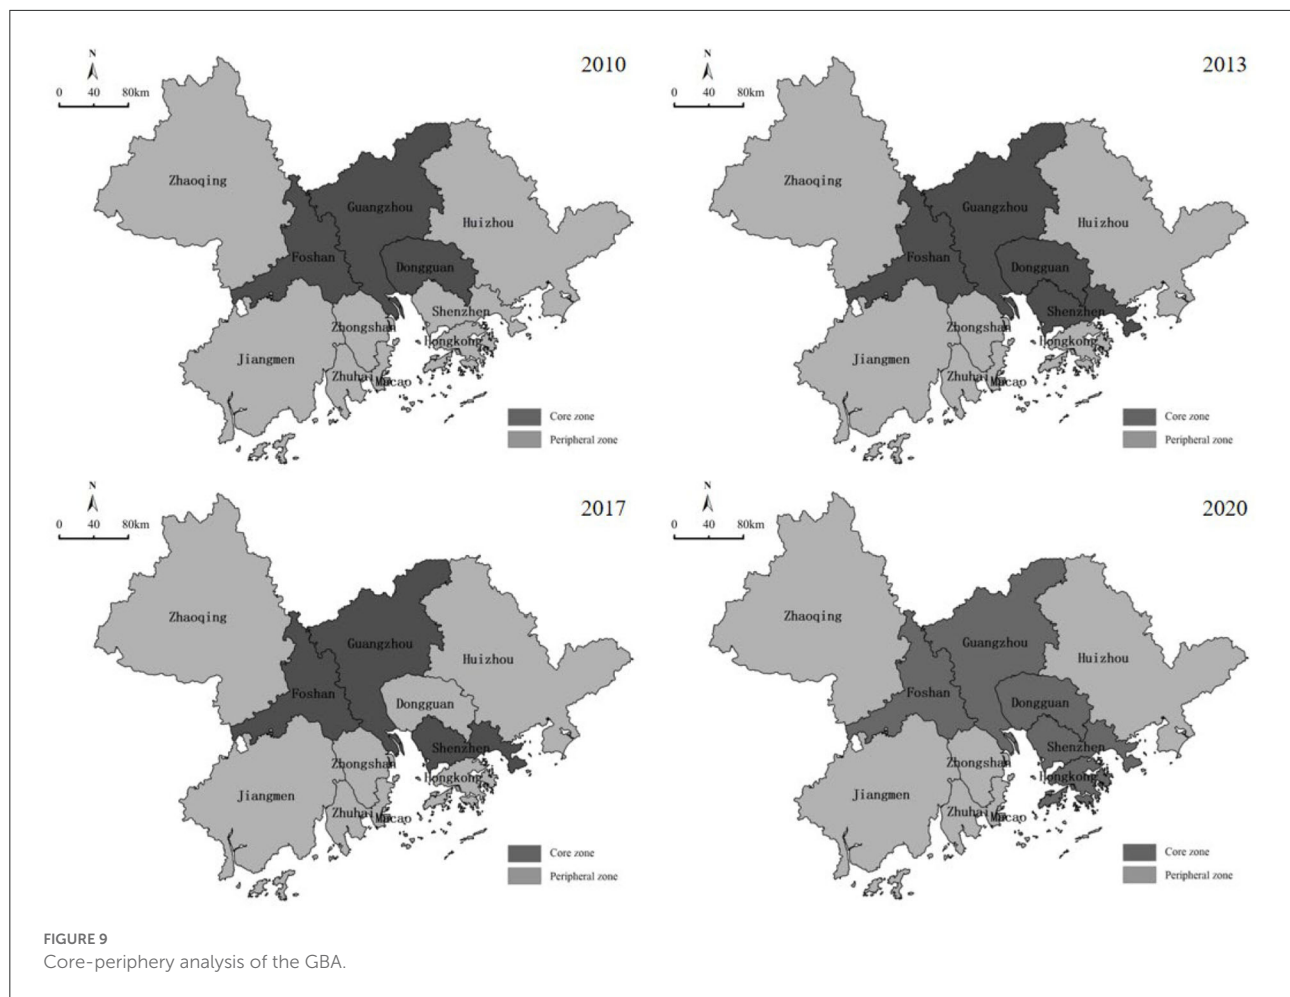 N
2010
0 40 80km
Zhaoqing
Guangzhou
Huizhou
Foshan
Dongguan
Shenzhen
Zhongshan
Hongkong
Jiangmen
Zhuhai
Macao
Core zone
Peripheral zone
N
2013
0 40 80km
Zhaoqing
Guangzhou
Huizhou
Foshan
Dongguan
Shenzhen
Zhongshan
Hongkong
Jiangmen
Zhuhai
Macao
Core zone
Peripheral zone
N
2017
0 40 80km
Zhaoqing
Guangzhou
Huizhou
Foshan
Dongguan
Shenzhen
Zhongshan
Hongkong
Jiangmen
Zhuhai
Macao
Core zone
Peripheral zone
N
2020
0 40 80km
Zhaoqing
Guangzhou
Huizhou
Foshan
Dongguan
Shenzhen
Zhongshan
Hongkong
Jiangmen
Zhuhai
Macao
Core zone
Peripheral zone
FIGURE 9
Core-periphery analysis of the GBA.